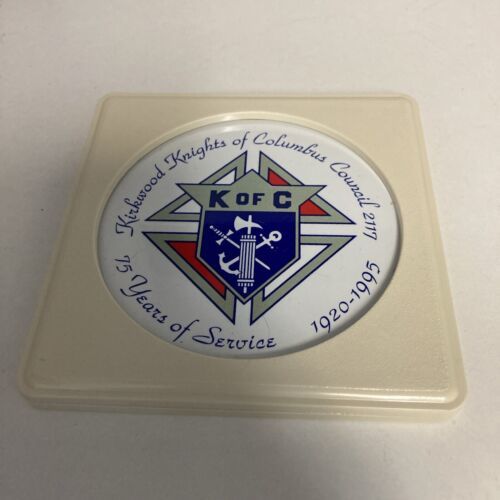 Kirkwood Knights of Columbus Council 2117
K OF C
75 Years of Service
1920-1995